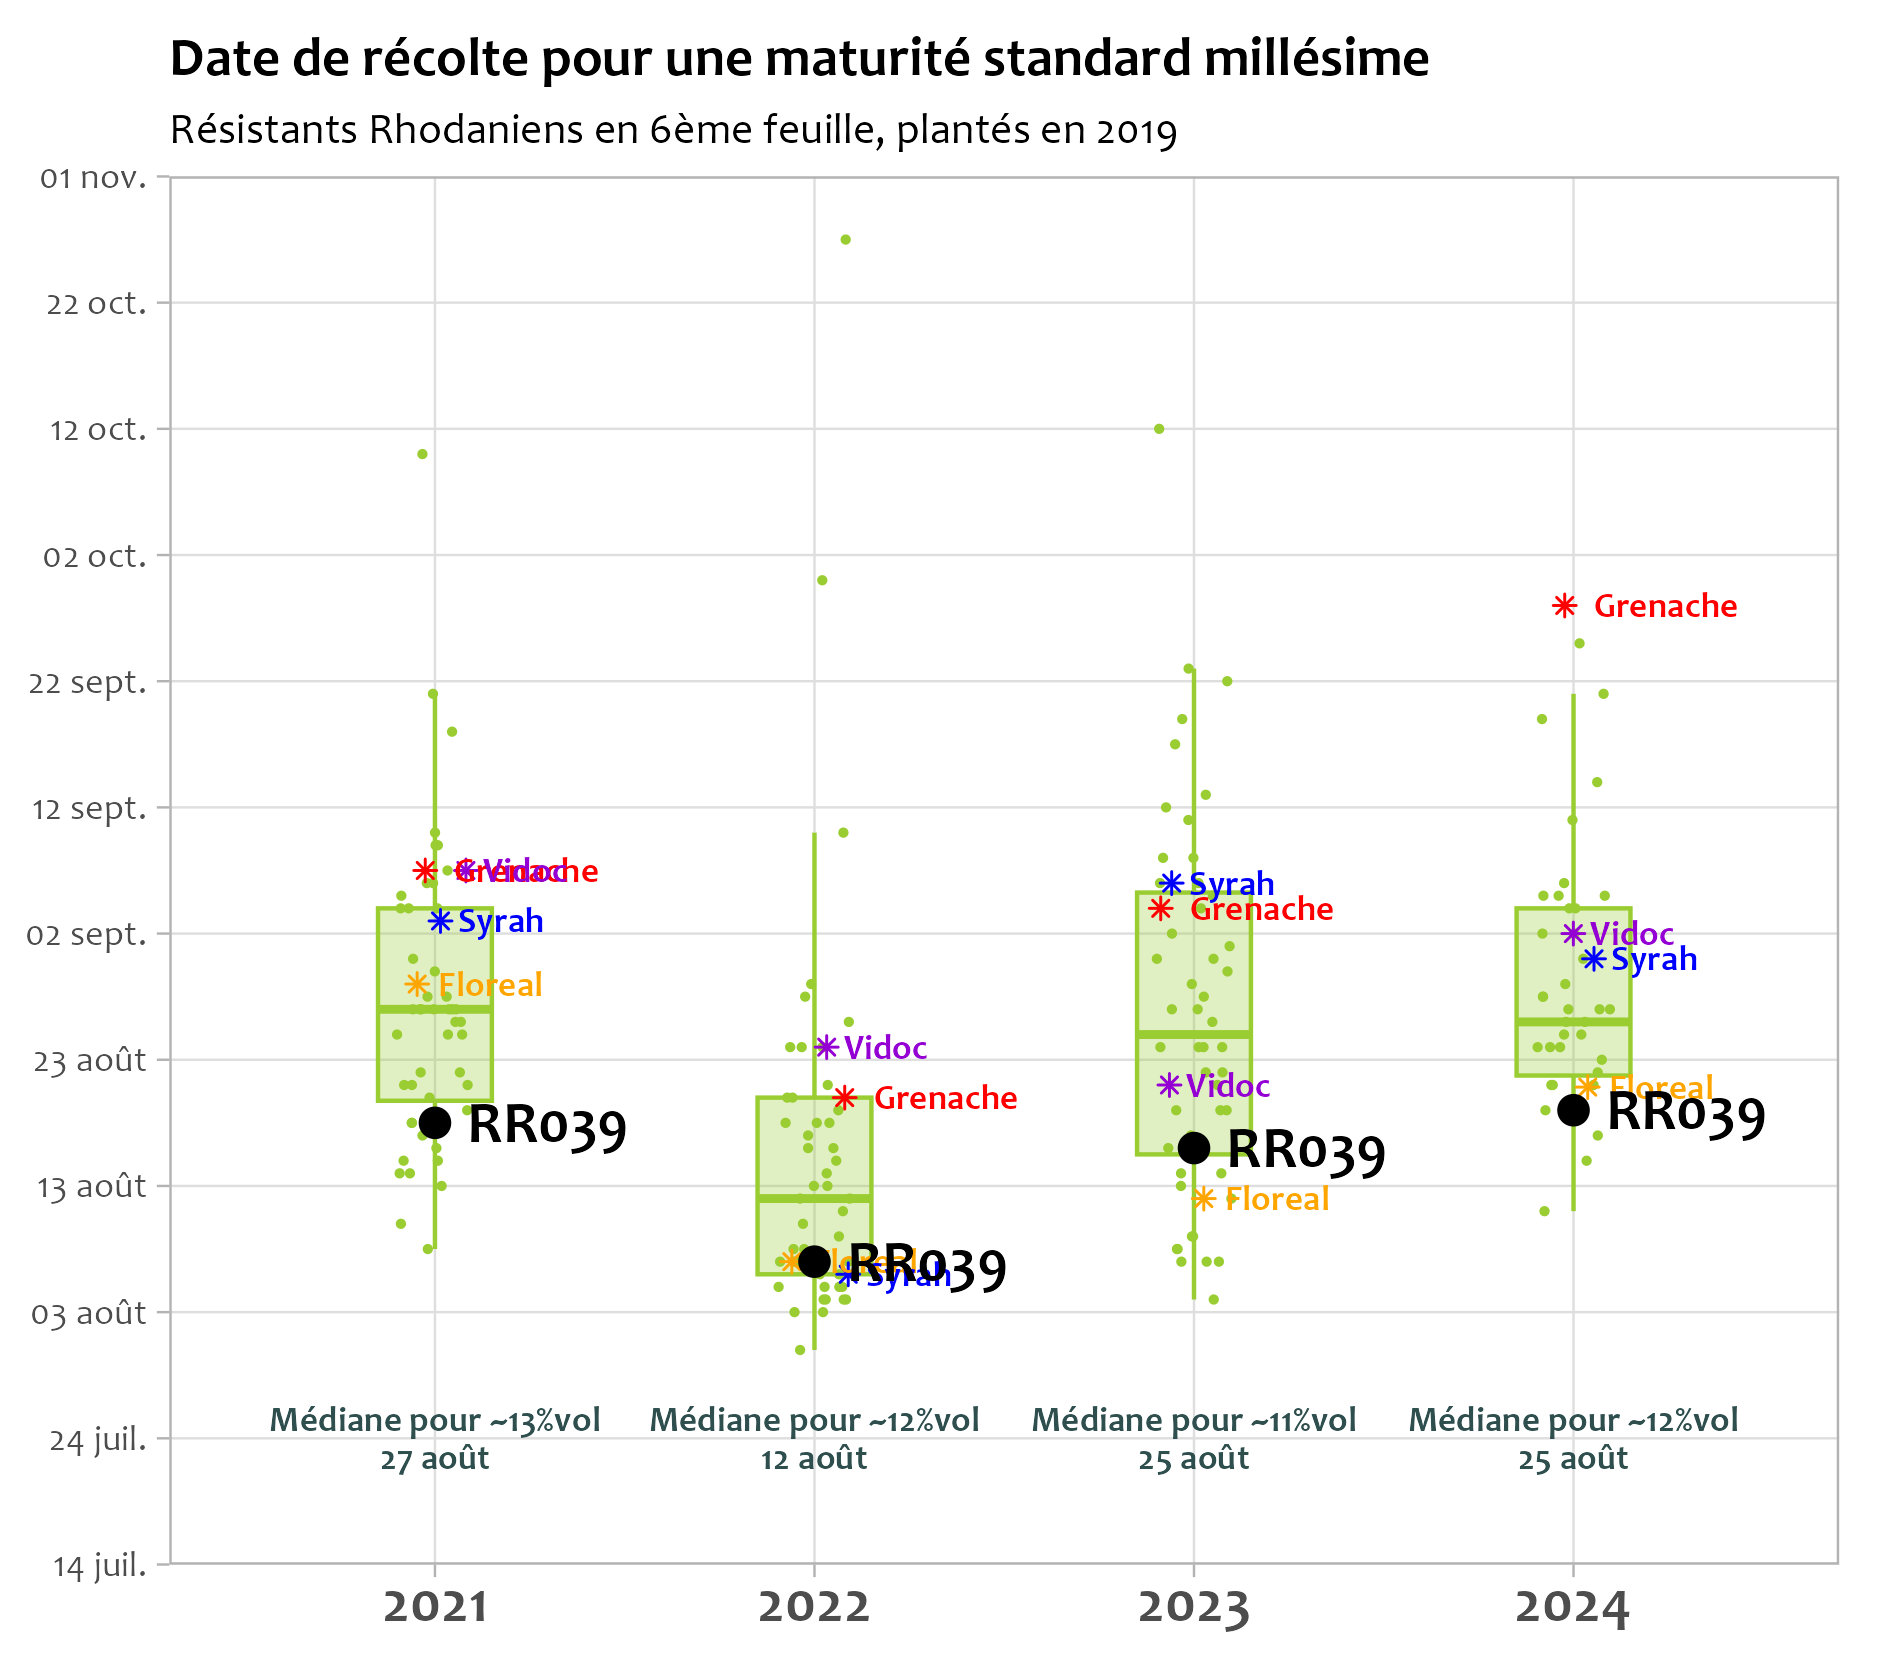 Date de récolte pour une maturité standard millésime
Résistants Rhodaniens en 6ème feuille, plantés en 2019
01 nov.
22 oct.
12 oct.
02 oct.
22 sept.
12 sept.
02 sept.
23 août
13 août
03 août
24 juil.
14 juil.
Grenache
Vidoc
Syrah
Floreal
RR039
Médiane pour ~13%vol
27 août
2021
Vidoc
Grenache
Floreal
RR039
Syrah
Médiane pour ~12%vol
12 août
2022
Syrah
Grenache
Vidoc
RR039
Floreal
Médiane pour ~11%vol
25 août
2023
Grenache
Vidoc
Syrah
Floreal
RR039
Médiane pour ~12%vol
25 août
2024